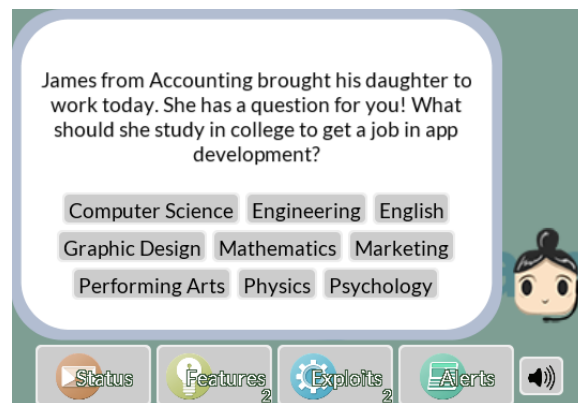 James from Accounting brought his daughter to
work today. She has a question for you! What
should she study in college to get a job in app
development?
Computer Science Engineering English
Graphic Design Mathematics Marketing
Performing Arts Physics Psychology
Status Features 2 Exploits 2 Alerts